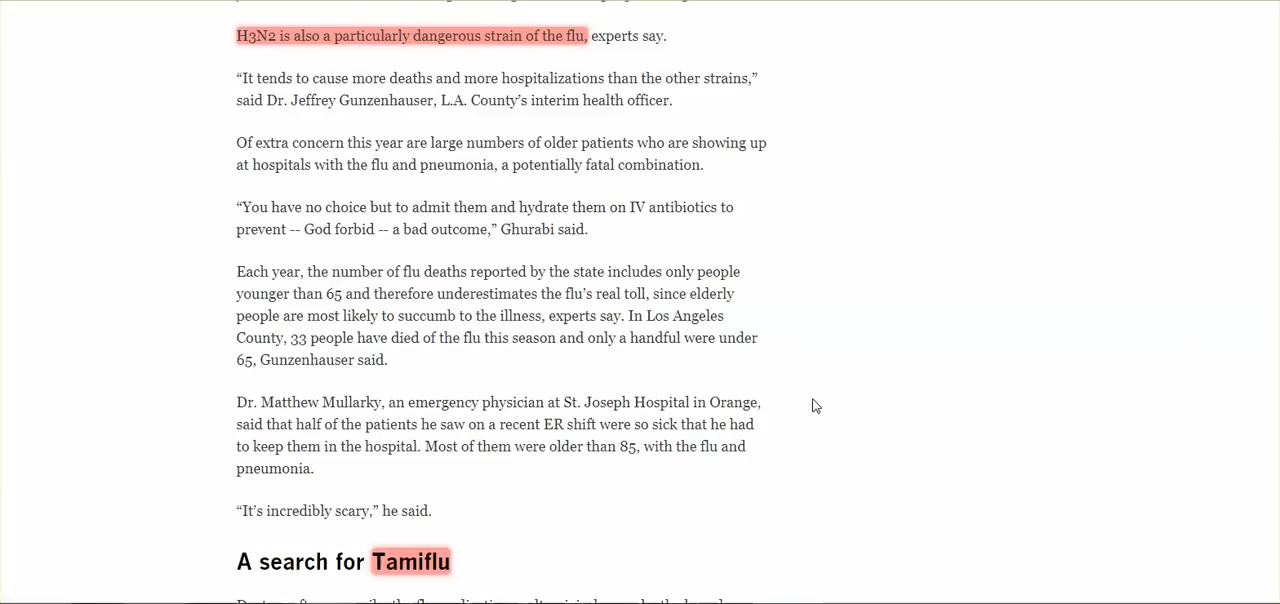 H3N2 is also a particularly dangerous strain of the flu, experts say.
“It tends to cause more deaths and more hospitalizations than the other strains,”
said Dr. Jeffrey Gunzenhauser, L.A. County’s interim health officer.
Of extra concern this year are large numbers of older patients who are showing up
at hospitals with the flu and pneumonia, a potentially fatal combination.
“You have no choice but to admit them and hydrate them on IV antibiotics to
prevent -- God forbid -- a bad outcome,” Ghurabi said.
Each year, the number of flu deaths reported by the state includes only people
younger than 65 and therefore underestimates the flu’s real toll, since elderly
people are most likely to succumb to the illness, experts say. In Los Angeles
County, 33 people have died of the flu this season and only a handful were under
65, Gunzenhauser said.
Dr. Matthew Mullarky, an emergency physician at St. Joseph Hospital in Orange,
said that half of the patients he saw on a recent ER shift were so sick that he had
to keep them in the hospital. Most of them were older than 85, with the flu and
pneumonia.
“It’s incredibly scary,” he said.
A search for Tamiflu